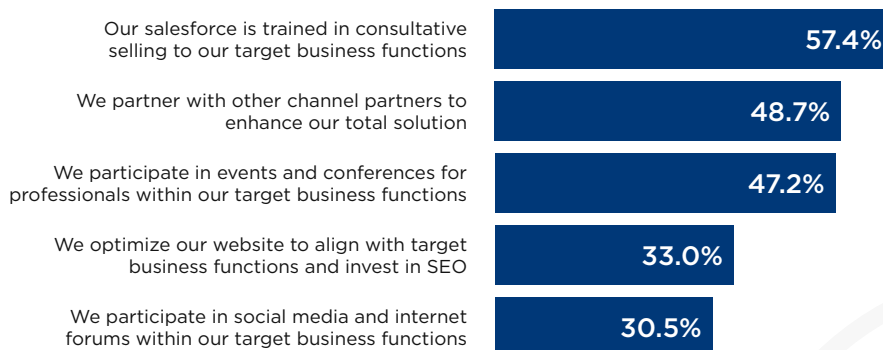 Our salesforce is trained in consultative
selling to our target business functions
57.4%
We partner with other channel partners to
enhance our total solution
48.7%
We participate in events and conferences for
professionals within our target business functions
47.2%
We optimize our website to align with target
business functions and invest in SEO
33.0%
We participate in social media and internet
forums within our target business functions
30.5%